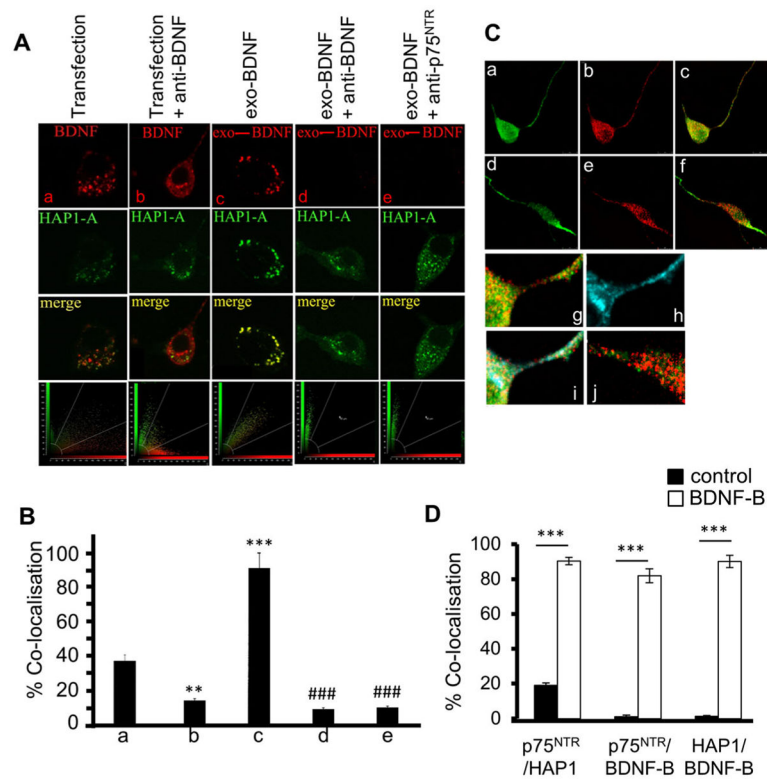 A
Transfection
Transfection
+ anti-BDNF
exo-BDNF
exo-BDNF
+ anti-BDNF
exo-BDNF
+ anti-p75NTR
BDNF
BDNF
exo—BDNF
exo—BDNF
exo—BDNF
a
b
c
d
e
HAP1-A
HAP1-A
HAP1-A
HAP1-A
HAP1-A
merge
merge
merge
merge
merge
C
a
b
c
d
e
f
g
h
i
j
B
% Co-localisation
100
80
60
40
20
0
**
***
###
###
a
b
c
d
e
control
BDNF-B
D
% Co-localisation
100
80
60
40
20
0
***
***
***
p75NTR
/HAP1
p75NTR/
BDNF-B
HAP1/
BDNF-B